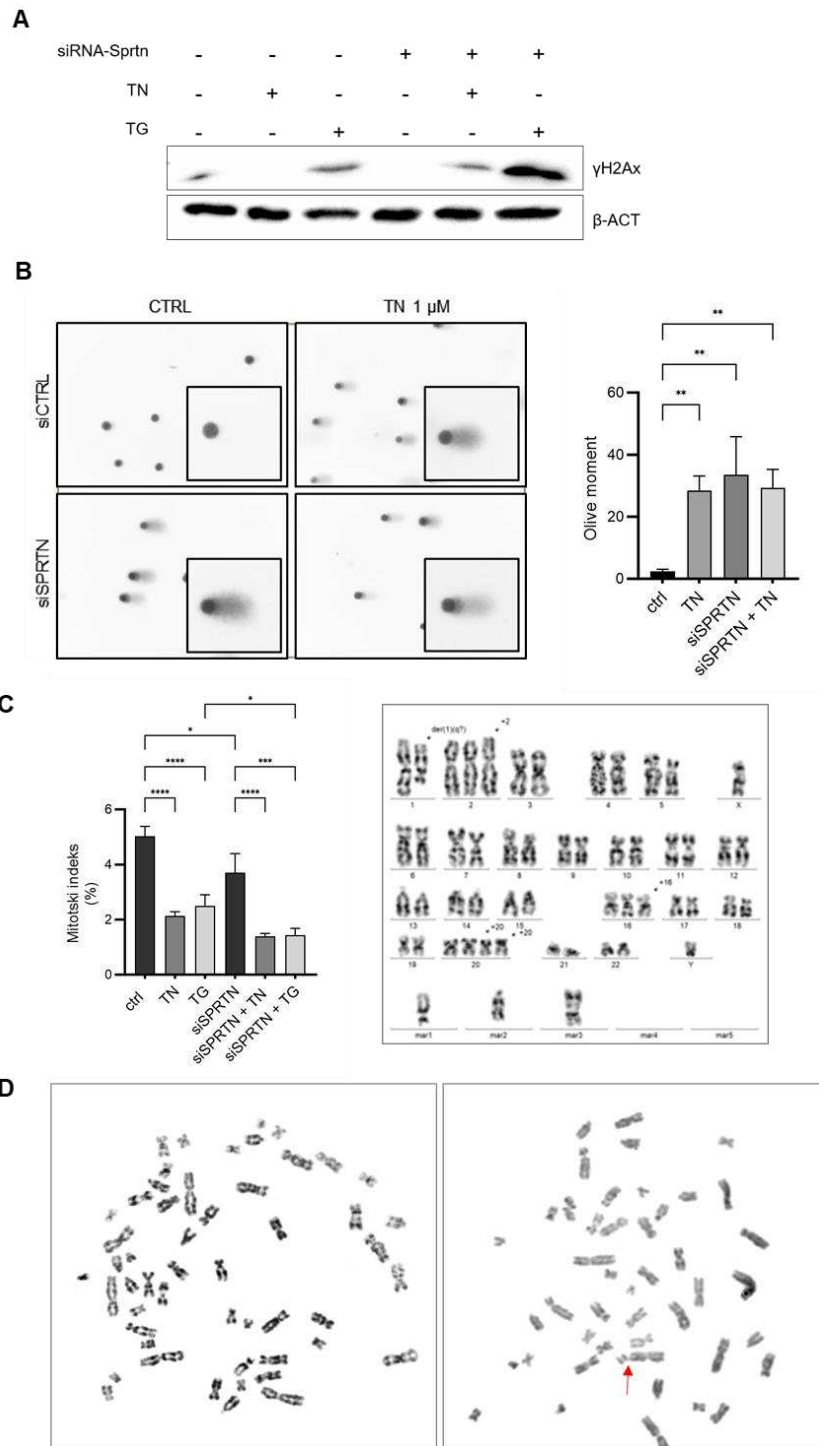 A
siRNA-Sprtn - - - + + +
TN - + - - + -
TG - - + - - +
γH2Ax
β-ACT
B
CTRL TN 1 µM
siCTRL
siSPRTN
** 
**
**
60
40
20
0
Olive moment
ctrl TN siSPRTN siSPRTN + TN
C
*
*
**** ***
**** ****
6
4
2
0
Mitotski indeks
(%)
ctrl TN TG siSPRTN siSPRTN + TN siSPRTN + TG
der(1)(q?) +2
1 2 3 4 5 X
6 7 8 9 10 11 12
+16
13 14 15 16 17 18
+20 +20
19 20 21 22 Y
mar1 mar2 mar3 mar4 mar5
D